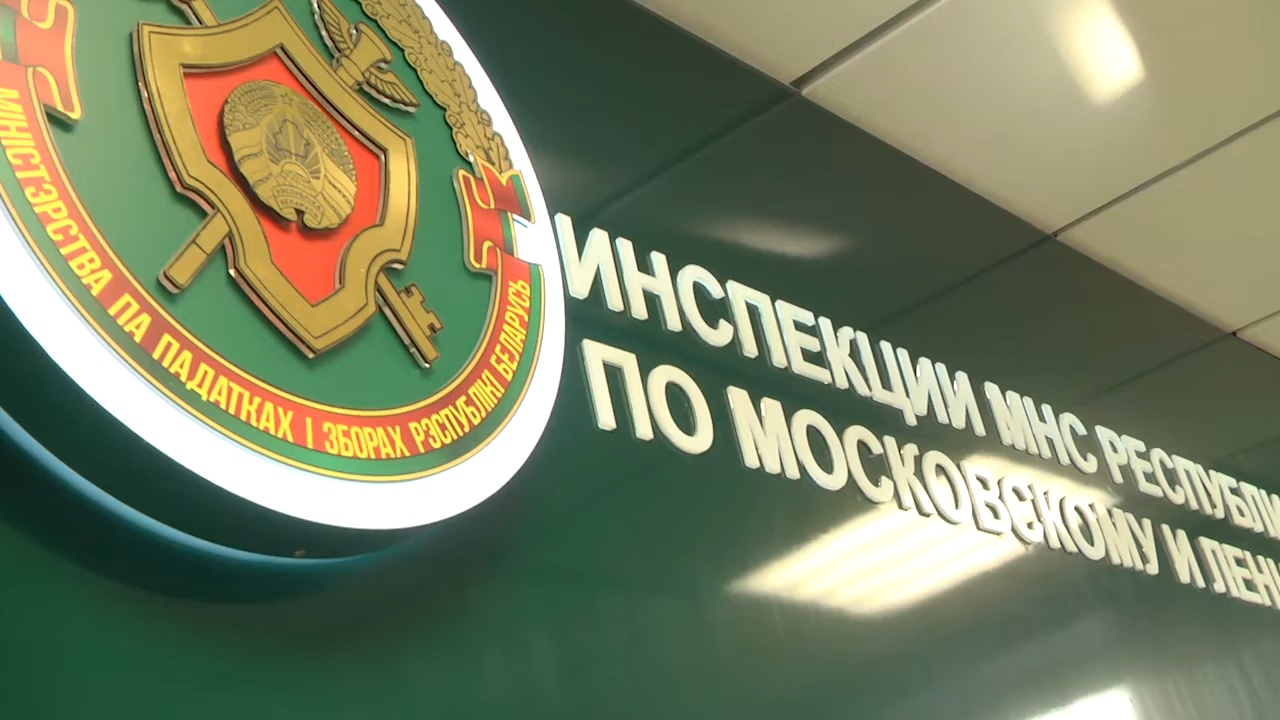 МІНІСТЭРСТВА ПА ПАДАТКАХ І ЗБОРАХ РЭСПУБЛІКІ БЕЛАРУСЬ
ИНСПЕКЦИИ МНС РЕСПУБЛИ
ПО МОСКОВСКОМУ И ЛЕН